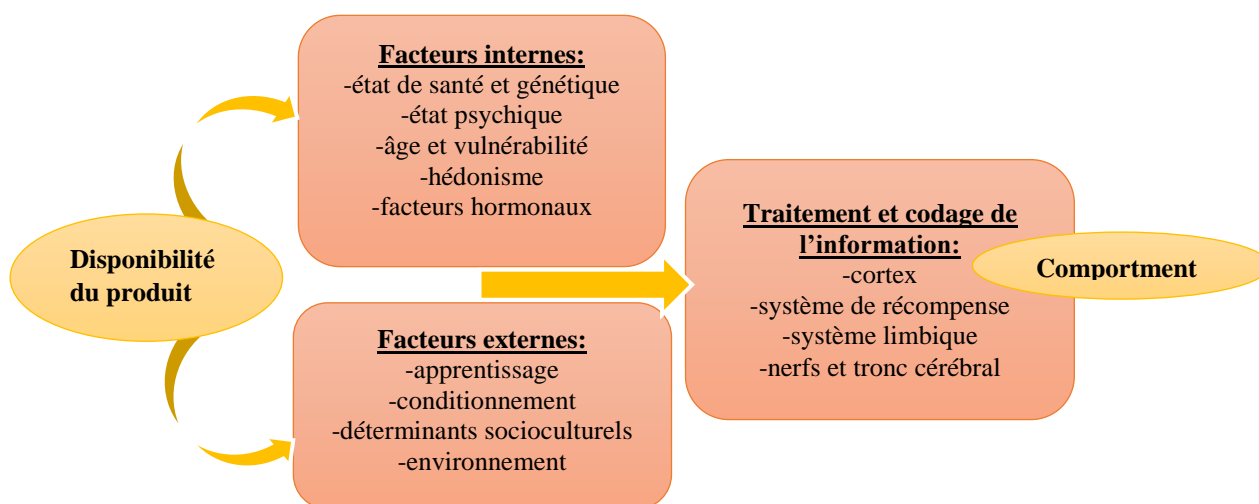 Disponibilité
du produit
Facteurs internes:
-état de santé et génétique
-état psychique
-âge et vulnérabilité
-hédonisme
-facteurs hormonaux
Facteurs externes:
-apprentissage
-conditionnement
-déterminants socioculturels
-environnement
Traitement et codage de
l’information:
-cortex
-système de récompense
-système limbique
-nerfs et tronc cérébral
Comportment